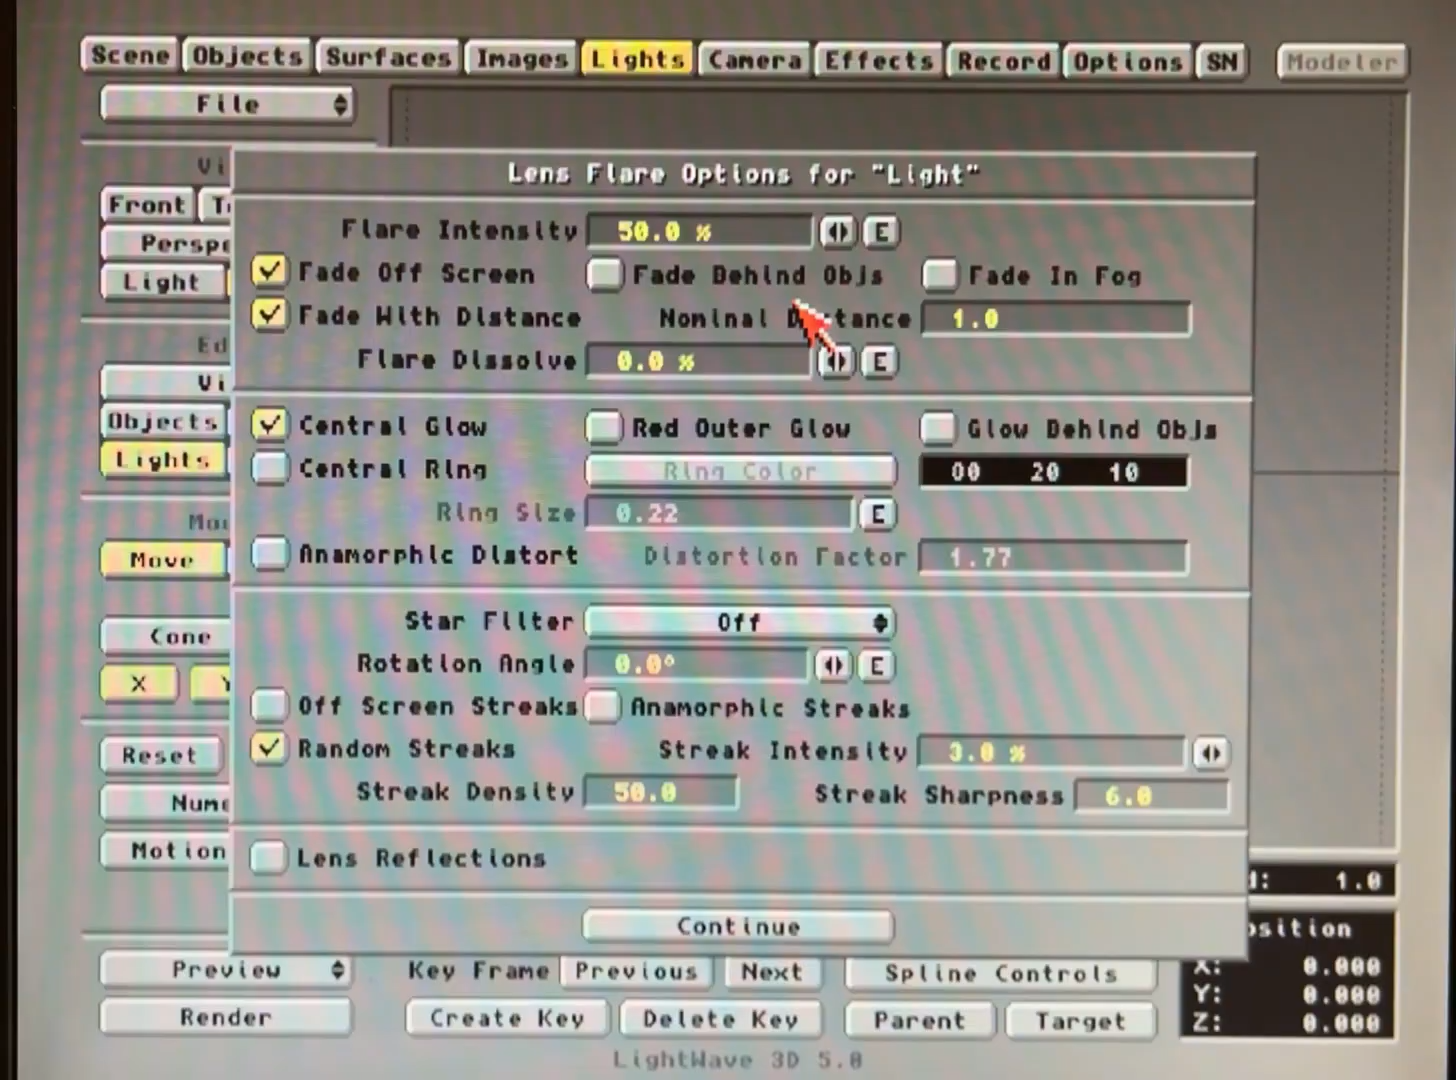 Scene Objects Surfaces Images Lights Camera Effects Record Options SN Modeler
File
Lens Flare Options for "Light"
Front
Flare Intensity 50.0 % E
Persp
Fade Off Screen Fade Behind Objs Fade In Fog
Light
Fade With Distance Nominal Distance 1.0
Flare Dissolve 0.0 % E
Objects
Central Glow Red Outer Glow Glow Behind Objs
Lights
Central Ring Ring Color 00 20 10
Ring Size 0.22 E
Move
Anamorphic Distort Distortion Factor 1.77
Star Filter Off
Cone
Rotation Angle 0.0° E
X Y
Off Screen Streaks Anamorphic Streaks
Reset
Random Streaks Streak Intensity 3.0 %
Streak Density 50.0 Streak Sharpness 6.0
Motion
Lens Reflections
1.0
Continue
Preview Key Frame Previous Next Spline Controls
X: 0.000
Y: 0.000
Render Create Key Delete Key Parent Target
Z: 0.000
LightWave 3D 5.0